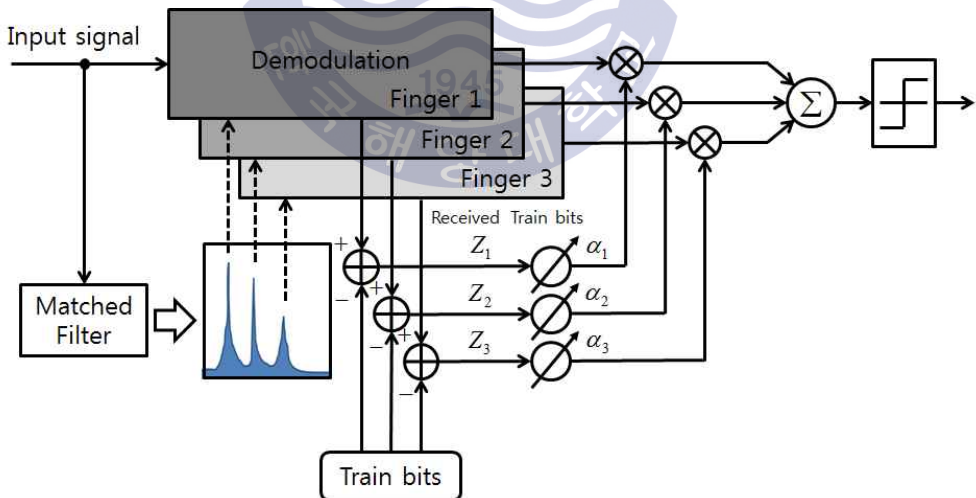 Input signal
Demodulation
1945
Finger 1
Finger 2
Finger 3
Received Train bits
+
−
Z₁
α₁
+
−
Z₂
α₂
+
−
Z₃
α₃
Σ
Matched
Filter
Train bits